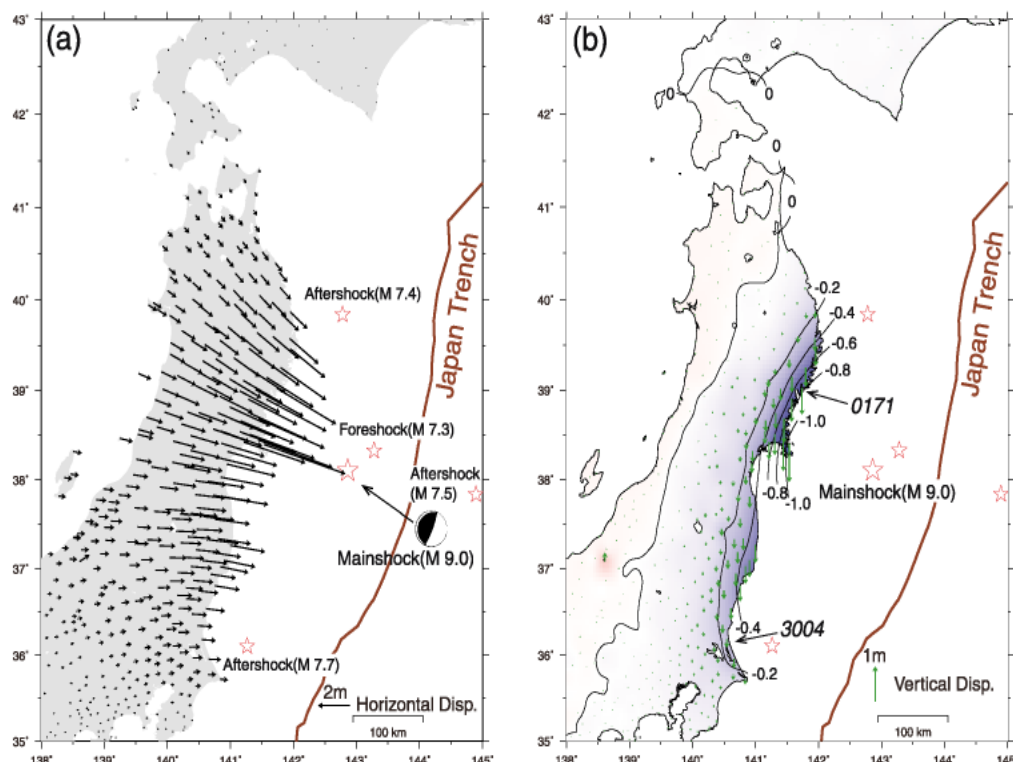 (a)
43°
42°
41°
40°
39°
38°
37°
36°
35°
138°
139°
140°
141°
142°
143°
144°
145°
Aftershock(M 7.4)
Foreshock(M 7.3)
Aftershock
(M 7.5)
Mainshock(M 9.0)
Aftershock(M 7.7)
Japan Trench
2m
Horizontal Disp.
100 km
(b)
43°
42°
41°
40°
39°
38°
37°
36°
35°
138°
139°
140°
141°
142°
143°
144°
145°
0
0
0
0
-0.2
-0.4
-0.6
-0.8
0171
-1.0
-0.8
-1.0
Mainshock(M 9.0)
-0.4
3004
-0.2
Japan Trench
1m
Vertical Disp.
100 km